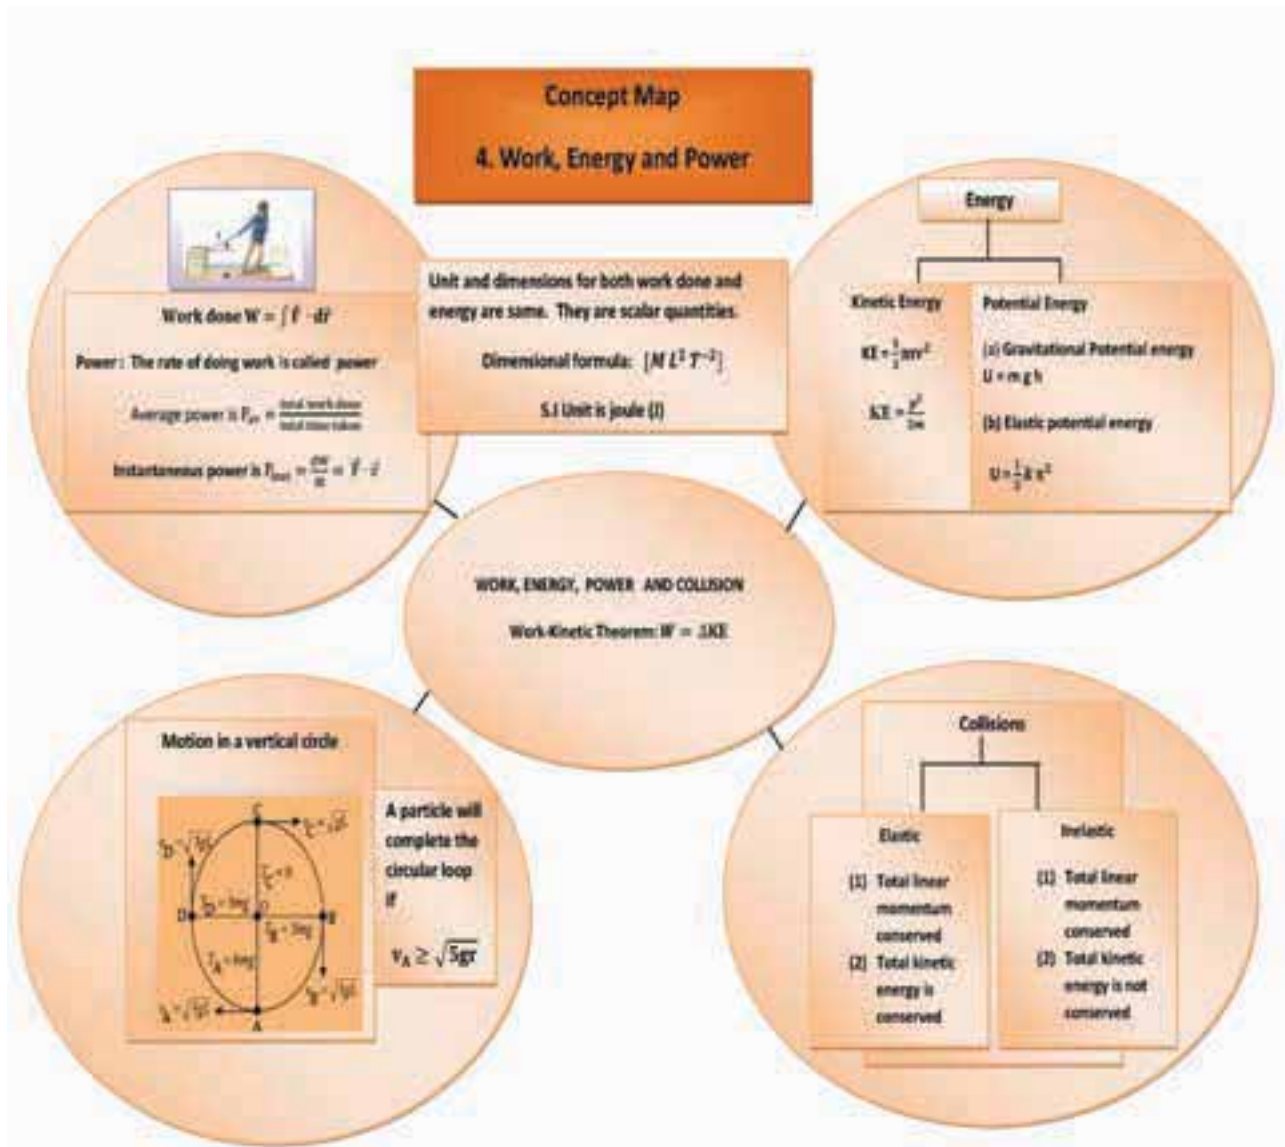 Concept Map
4. Work, Energy and Power
Work done W = ∫ F⃗ · dr⃗
Power : The rate of doing work is called power
Average power is Pₐᵥ = total work done / total time taken
Instantaneous power is
Unit and dimensions for both work done and
energy are same. They are scalar quantities.
Dimensional formula: [M L² T⁻²]
S.I Unit is joule (J)
Energy
Kinetic Energy
KE = ½mv²
KE = p²/2m
Potential Energy
(a) Gravitational Potential energy
U = m g h
(b) Elastic potential energy
U = ½ k x²
WORK, ENERGY, POWER AND COLLISION
Work-Kinetic Theorem: W = ΔKE
Motion in a vertical circle
C
D
O
B
A
A particle will
complete the
circular loop
if
v_A ≥ √5gr
Collisions
Elastic
(1) Total linear
momentum
conserved
(2) Total kinetic
energy is
conserved
Inelastic
(1) Total linear
momentum
conserved
(2) Total kinetic
energy is not
conserved